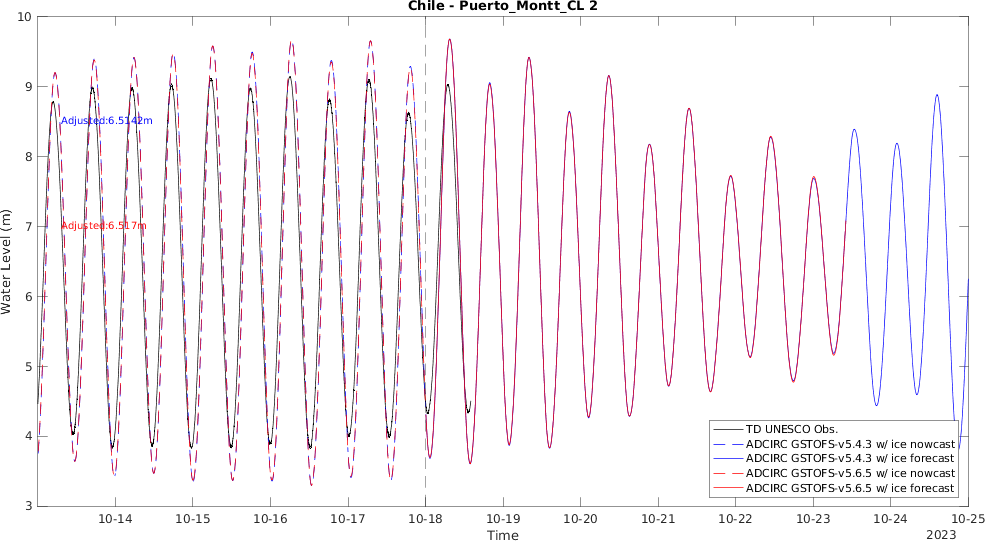 Chile - Puerto_Montt_CL 2
10
9
8
7
6
5
4
3
Water Level (m)
Adjusted:6.5142m
Adjusted:6.517m
TD UNESCO Obs.
ADCIRC GSTOFS-v5.4.3 w/ ice nowcast
ADCIRC GSTOFS-v5.4.3 w/ ice forecast
ADCIRC GSTOFS-v5.6.5 w/ ice nowcast
ADCIRC GSTOFS-v5.6.5 w/ ice forecast
10-14 10-15 10-16 10-17 10-18 10-19 10-20 10-21 10-22 10-23 10-24 10-25
Time
2023